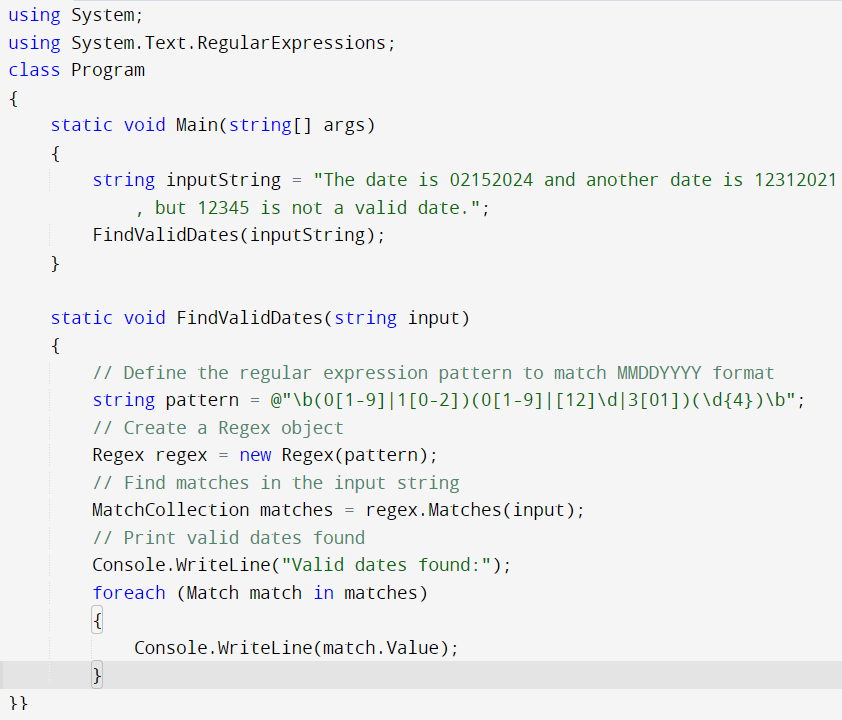 using System;
using System.Text.RegularExpressions;
class Program
{
    static void Main(string[] args)
    {
        string inputString = "The date is 02152024 and another date is 12312021
            , but 12345 is not a valid date.";
        FindValidDates(inputString);
    }

    static void FindValidDates(string input)
    {
        // Define the regular expression pattern to match MMDDYYYY format
        string pattern = @"\b(0[1-9]|1[0-2])(0[1-9]|[12]\d|3[01])(\d{4})\b";
        // Create a Regex object
        Regex regex = new Regex(pattern);
        // Find matches in the input string
        MatchCollection matches = regex.Matches(input);
        // Print valid dates found
        Console.WriteLine("Valid dates found:");
        foreach (Match match in matches)
        {
            Console.WriteLine(match.Value);
        }
}}